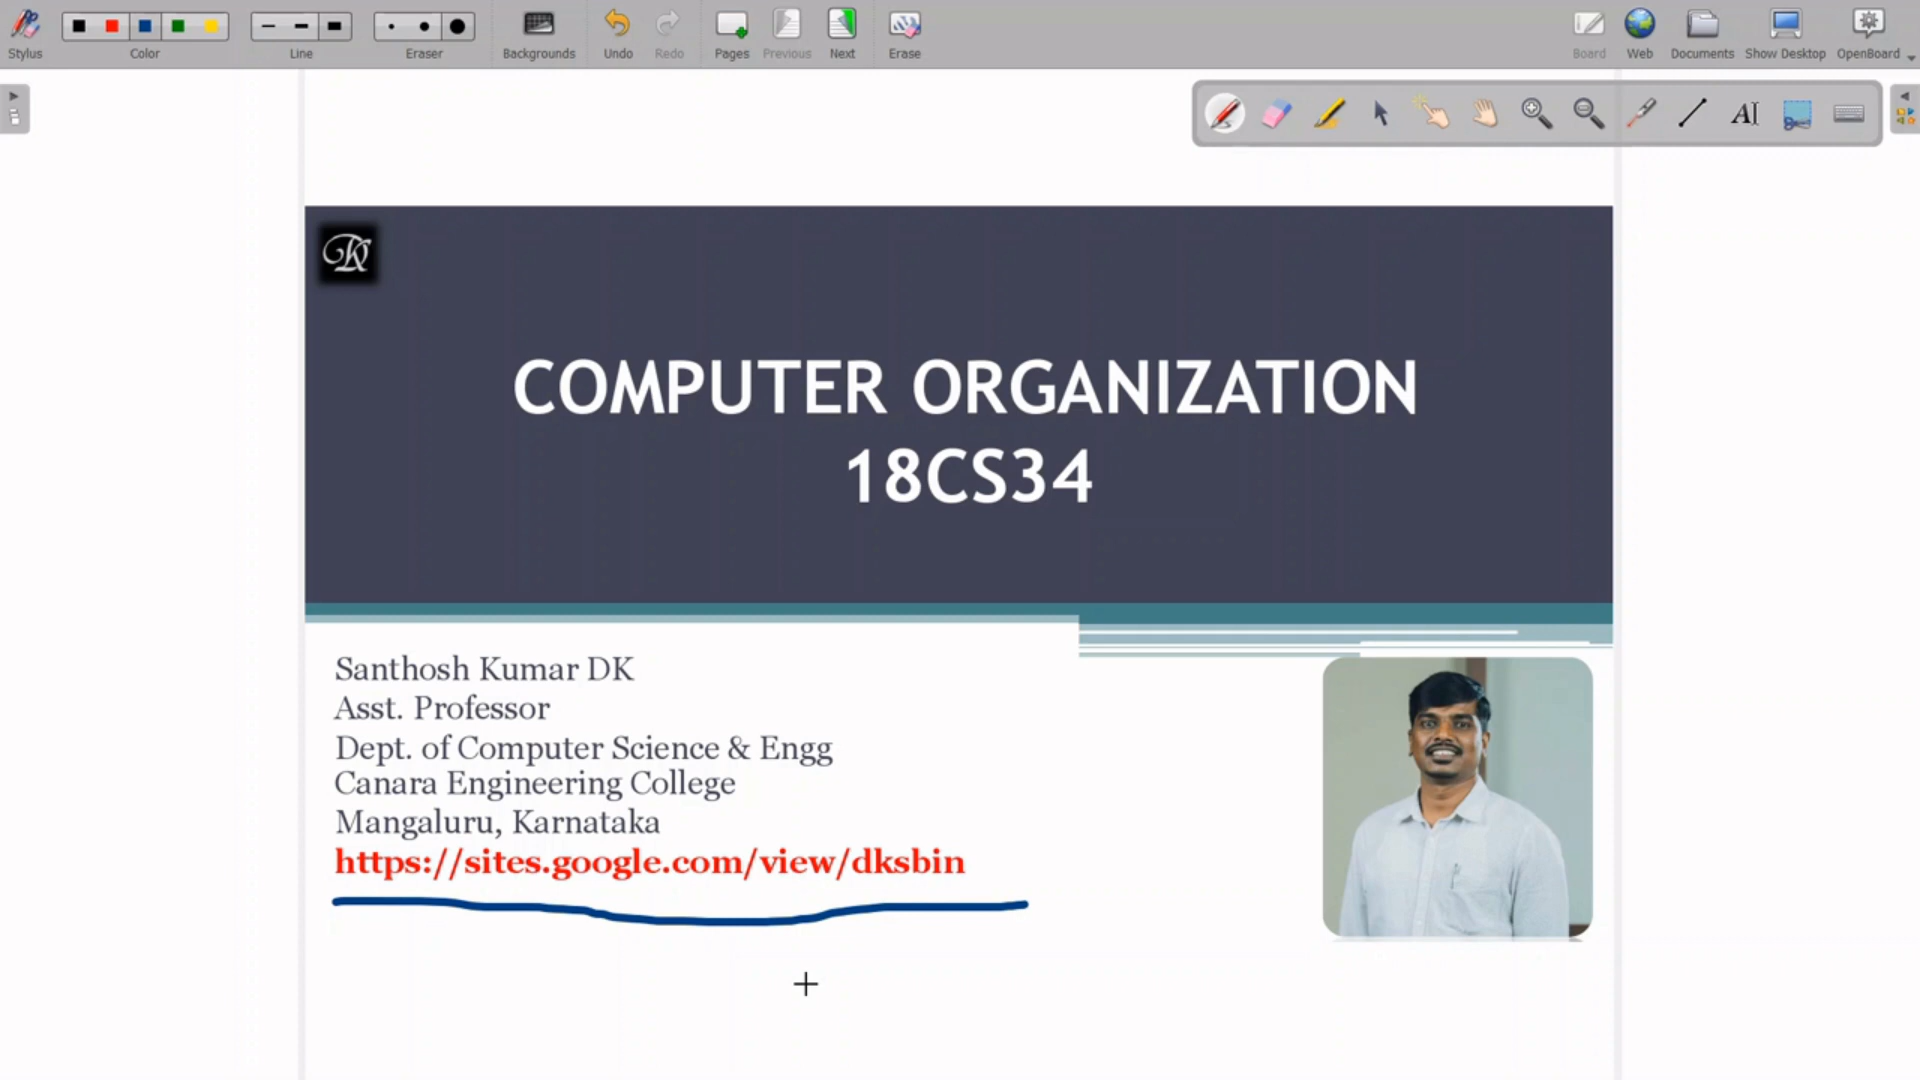 Stylus Color Line Eraser Backgrounds Undo Redo Pages Previous Next Erase Board Web Documents Show Desktop OpenBoard
AI
DK
COMPUTER ORGANIZATION
18CS34
Santhosh Kumar DK
Asst. Professor
Dept. of Computer Science & Engg
Canara Engineering College
Mangaluru, Karnataka
https://sites.google.com/view/dksbin